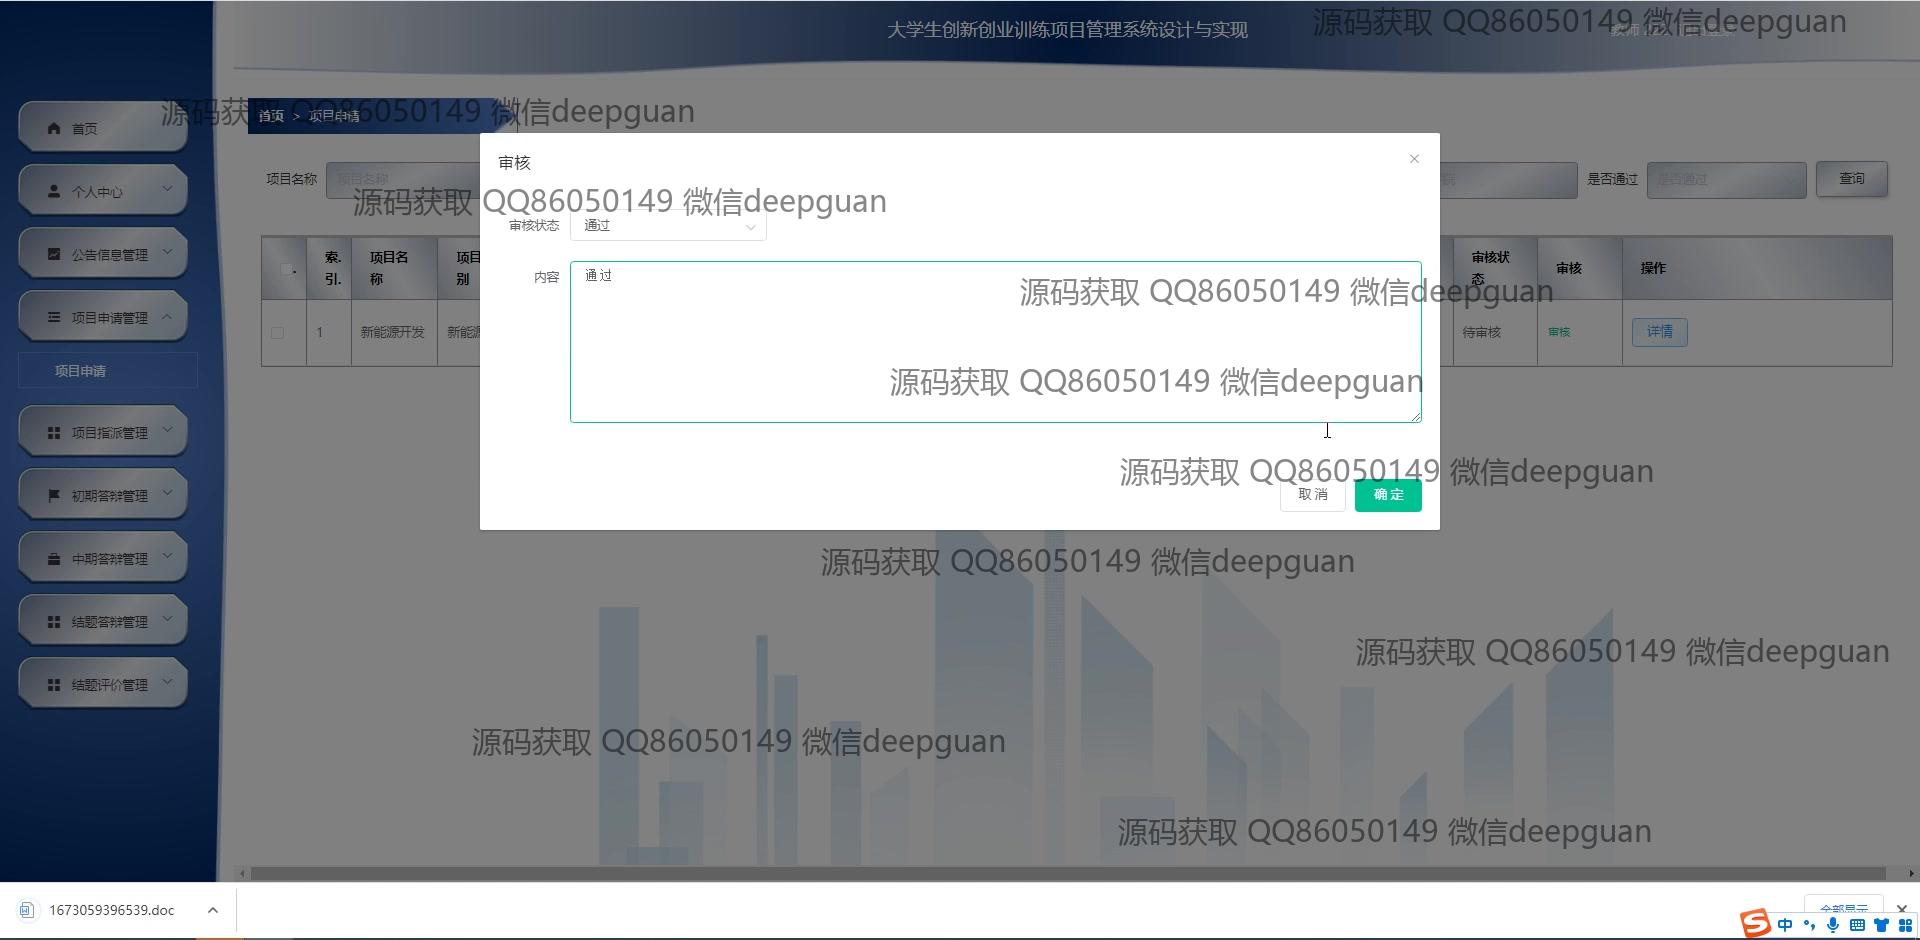 大学生创新创业训练项目管理系统设计与实现
源码获取 QQ86050149 微信deepguan
教师
首页
个人中心
公告信息管理
项目申请管理
项目申请
项目指派管理
初期答辩管理
中期答辩管理
结题答辩管理
结题评价管理
源码获取 QQ86050149 微信deepguan
首页 > 项目申请
项目名称
项目名称
是否通过
是否通过
查询
审核
×
源码获取 QQ86050149 微信deepguan
审核状态
通过
内容
通过
源码获取 QQ86050149 微信deepguan
源码获取 QQ86050149 微信deepguan
源码获取 QQ86050149 微信deepguan
取消
确定
索引.
项目名称
审核状态
审核
操作
1
新能源开发
待审核
审核
详情
源码获取 QQ86050149 微信deepguan
源码获取 QQ86050149 微信deepguan
源码获取 QQ86050149 微信deepguan
源码获取 QQ86050149 微信deepguan
1673059396539.doc
全部显示
中